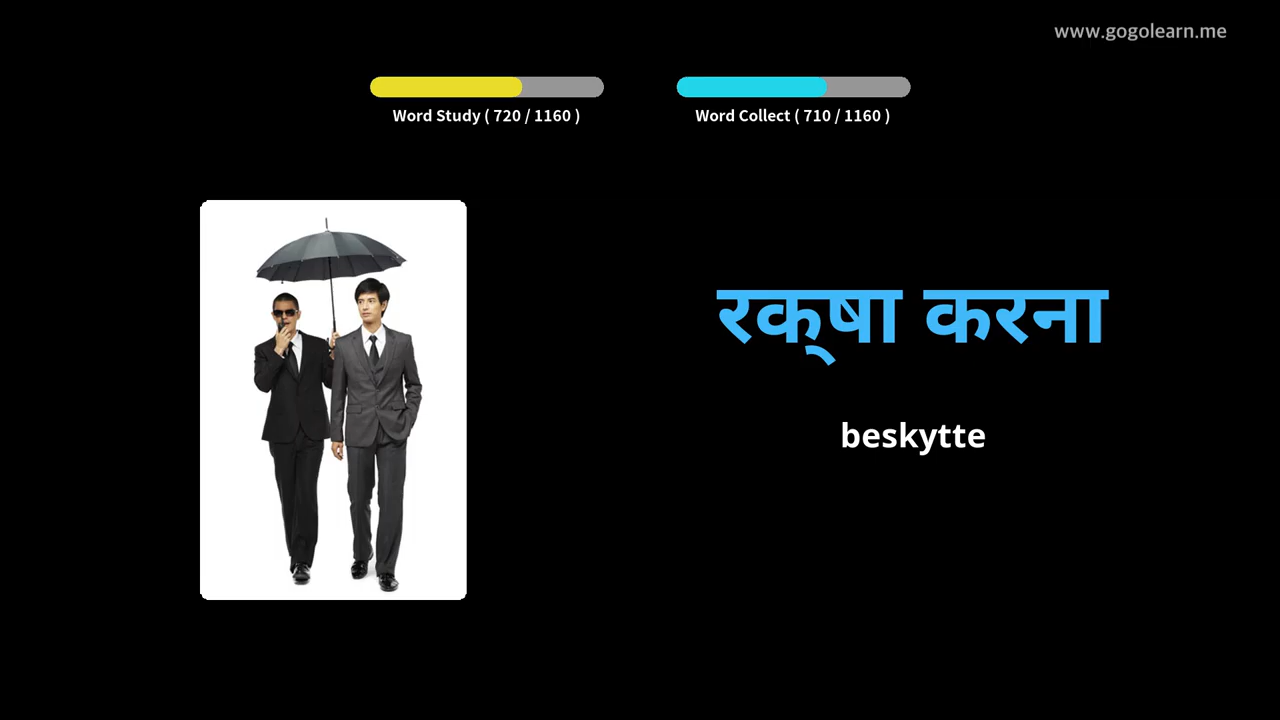 www.gogolearn.me
Word Study ( 720 / 1160 )
Word Collect ( 710 / 1160 )
रक्षा करना
beskytte